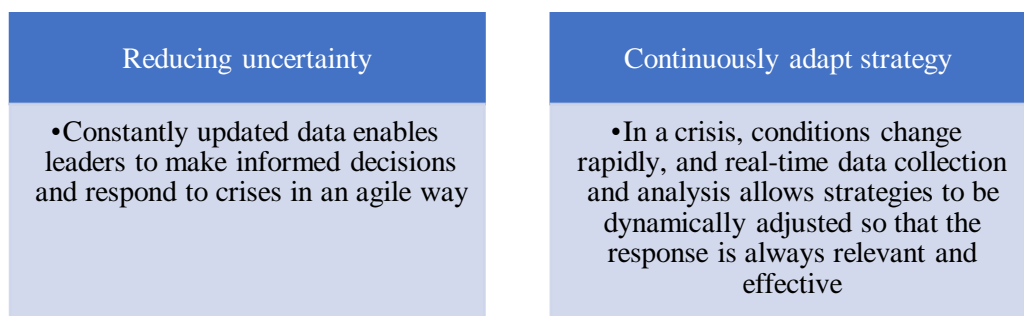 Reducing uncertainty
•Constantly updated data enables
leaders to make informed decisions
and respond to crises in an agile way
Continuously adapt strategy
•In a crisis, conditions change
rapidly, and real-time data collection
and analysis allows strategies to be
dynamically adjusted so that the
response is always relevant and
effective